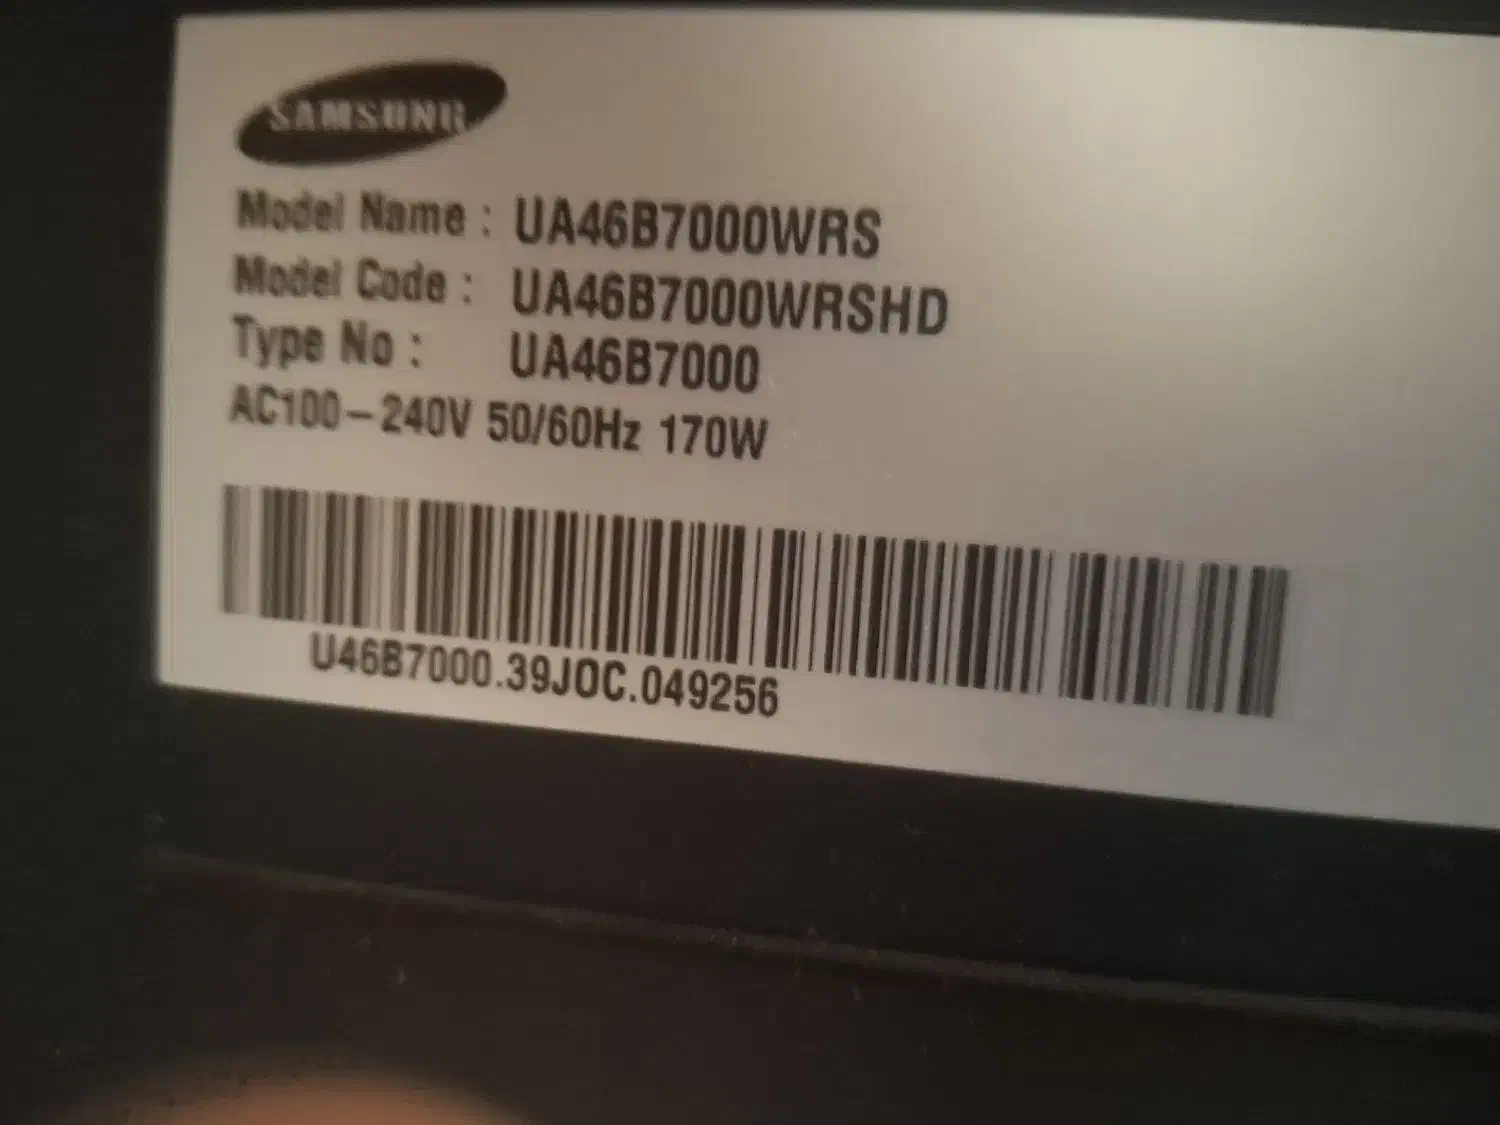 SAMSUNG
Model Name : UA46B7000WRS
Model Code : UA46B7000WRSHD
Type No : UA46B7000
AC100-240V 50/60Hz 170W
U46B7000.39JOC.049256